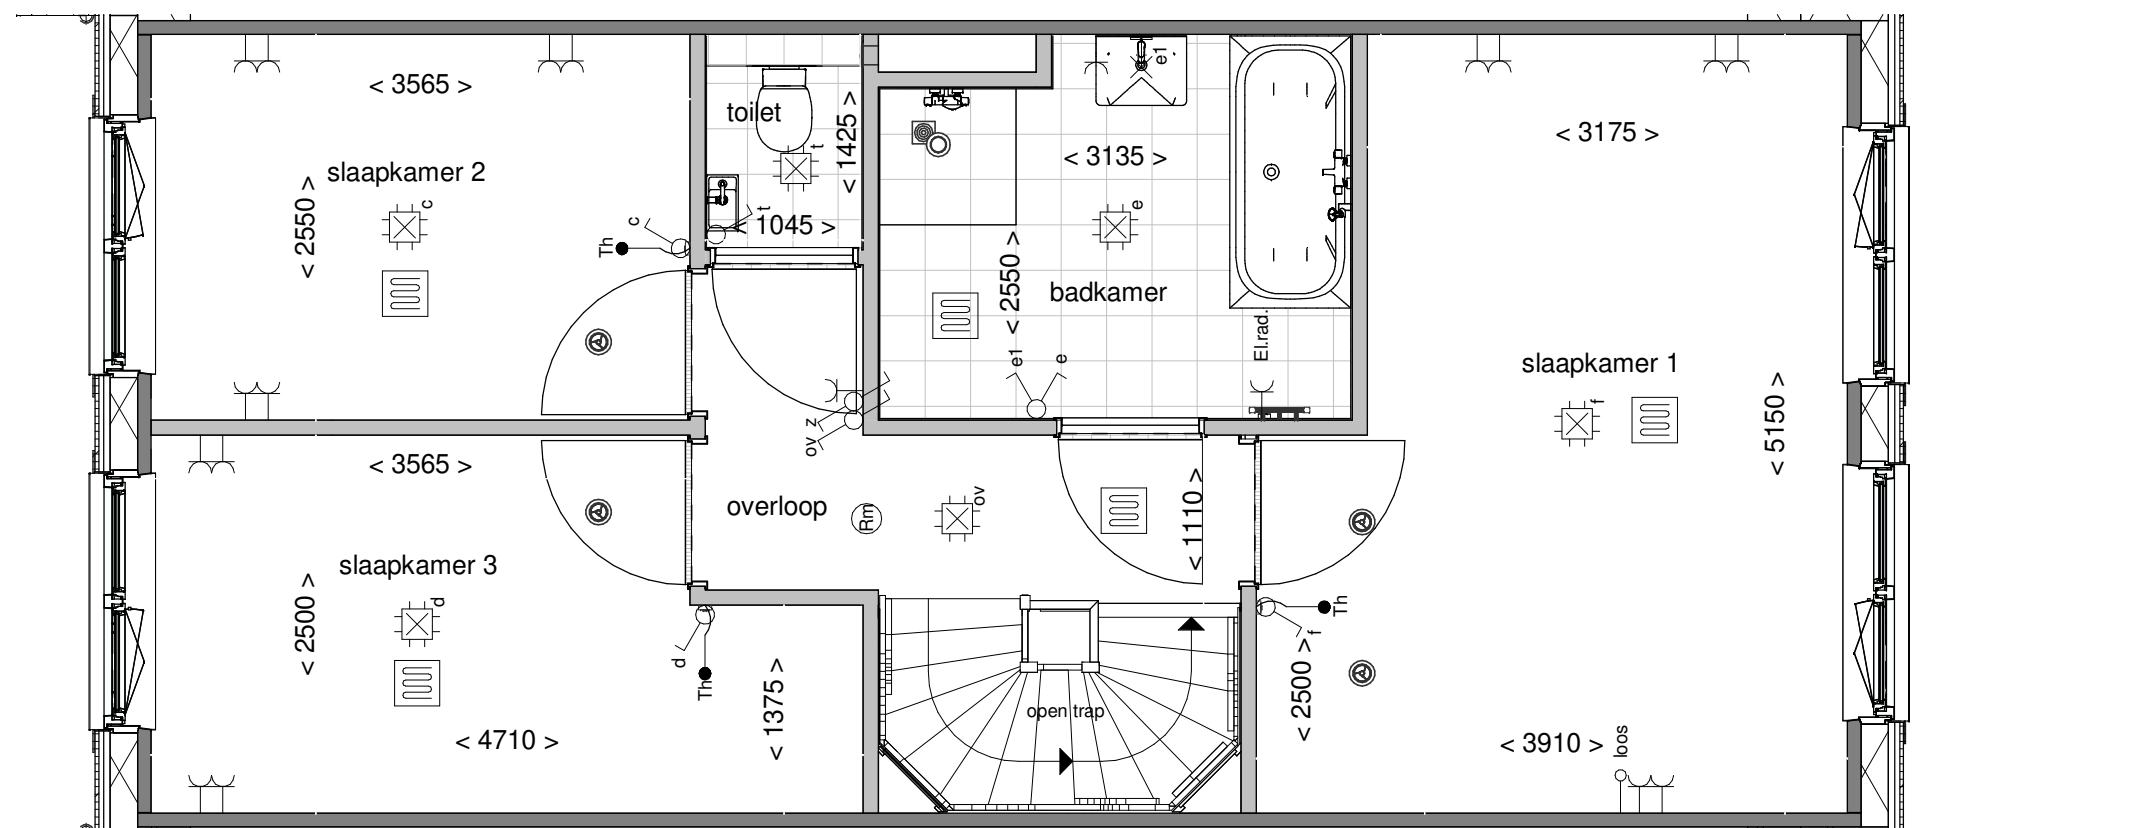 < 3565 >
slaapkamer 2
< 2550 >
c
c
Th
toilet
t
< 1425 >
t
< 1045 >
e1
< 3135 >
e
< 2550 >
badkamer
El.rad.
e1
e
z
ov
< 3175 >
slaapkamer 1
f
< 5150 >
< 3565 >
overloop
Rm
ov
< 1110 >
slaapkamer 3
d
< 2500 >
d
Th
< 1375 >
< 4710 >
open trap
Th
f
< 2500 >
< 3910 >
loos